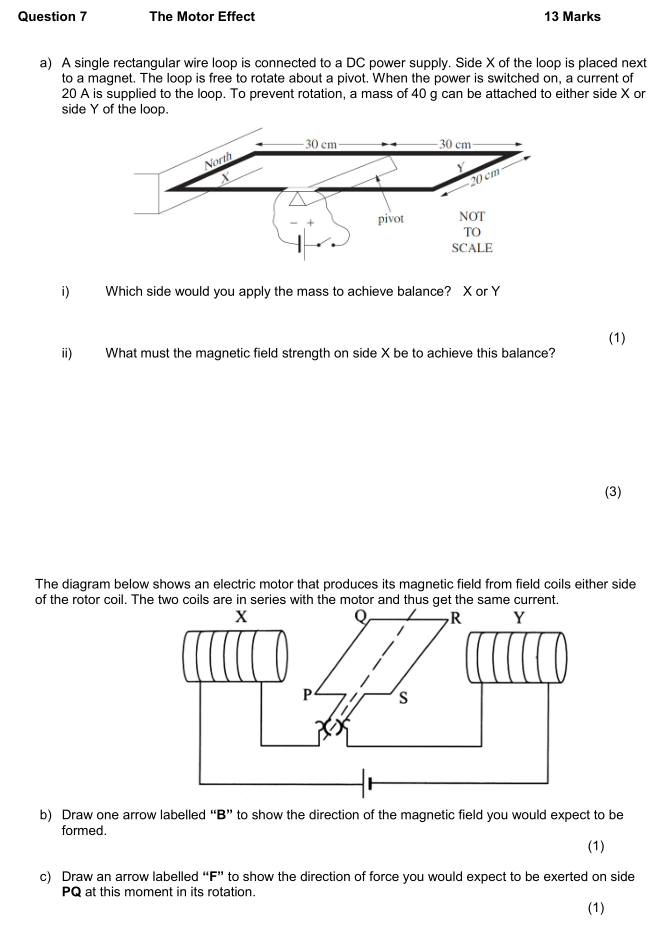 Question 7 The Motor Effect 13 Marks
a) A single rectangular wire loop is connected to a DC power supply. Side X of the loop is placed next
to a magnet. The loop is free to rotate about a pivot. When the power is switched on, a current of
20 A is supplied to the loop. To prevent rotation, a mass of 40 g can be attached to either side X or
side Y of the loop.
30 cm 30 cm
North
X
Y
20 cm
- +
pivot
NOT
TO
SCALE
i) Which side would you apply the mass to achieve balance? X or Y
(1)
ii) What must the magnetic field strength on side X be to achieve this balance?
(3)
The diagram below shows an electric motor that produces its magnetic field from field coils either side
of the rotor coil. The two coils are in series with the motor and thus get the same current.
X Q R Y
P S
b) Draw one arrow labelled “B” to show the direction of the magnetic field you would expect to be
formed.
(1)
c) Draw an arrow labelled “F” to show the direction of force you would expect to be exerted on side
PQ at this moment in its rotation.
(1)